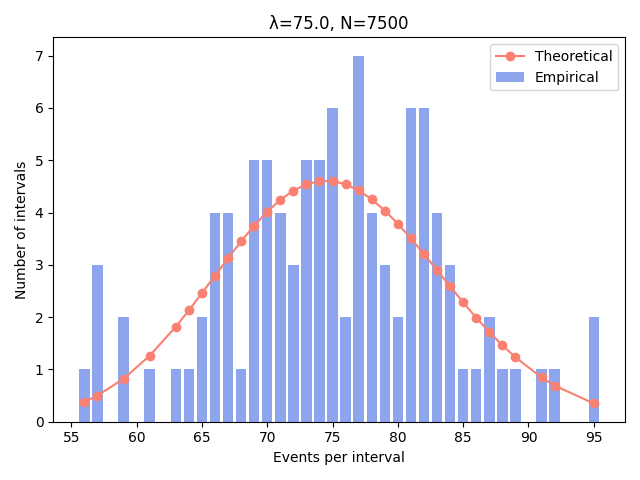 λ=75.0, N=7500
Theoretical
Empirical
Number of intervals
7
6
5
4
3
2
1
0
55 60 65 70 75 80 85 90 95
Events per interval